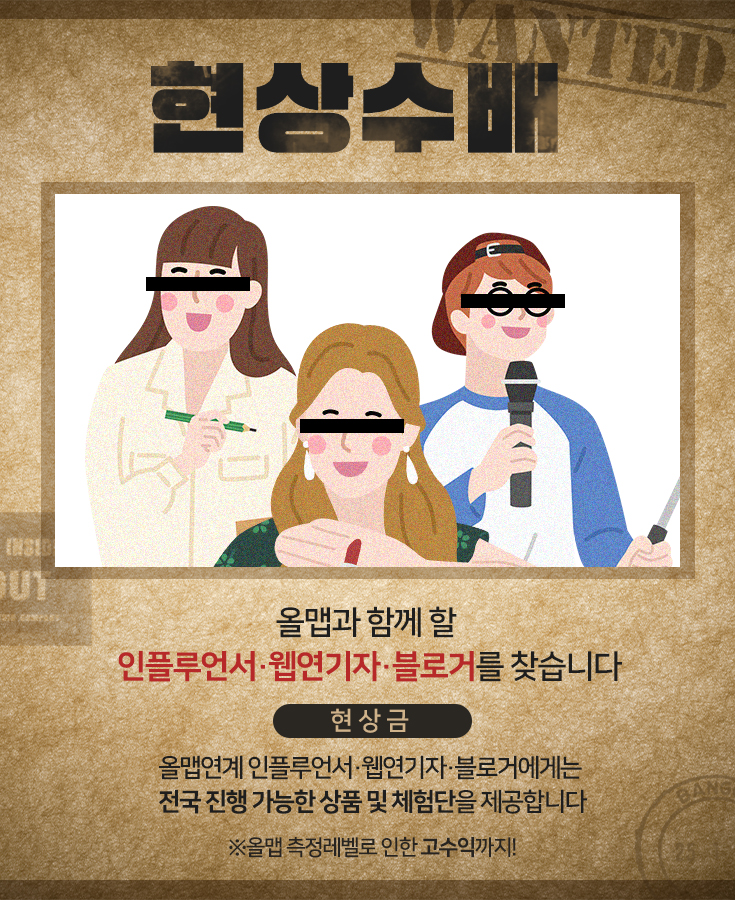 WANTED
현상수배
E
OUT
올맵과 함께 할
인플루언서·웹연기자·블로거를 찾습니다
현상금
올맵연계 인플루언서·웹연기자·블로거에게는
전국 진행 가능한 상품 및 체험단을 제공합니다
※올맵 측정레벨로 인한 고수익까지!